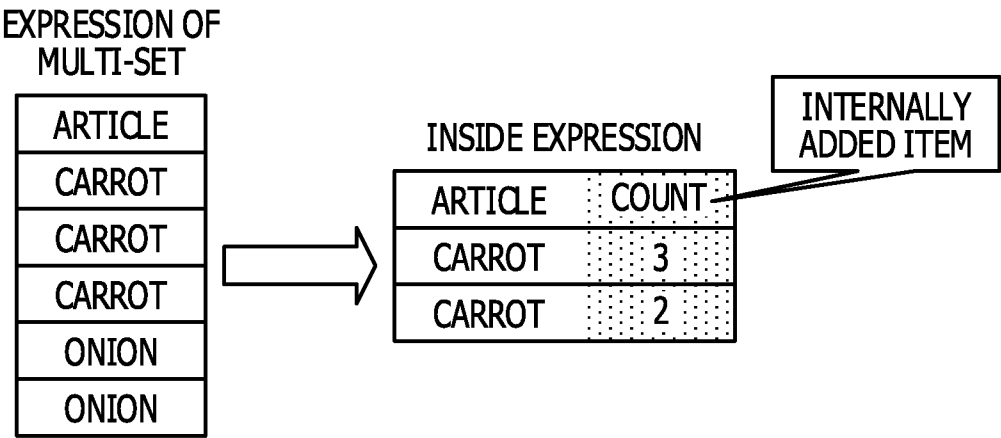 EXPRESSION OF
MULTI-SET
ARTICLE
CARROT
CARROT
CARROT
ONION
ONION
INSIDE EXPRESSION
ARTICLE COUNT
CARROT 3
CARROT 2
INTERNALLY
ADDED ITEM